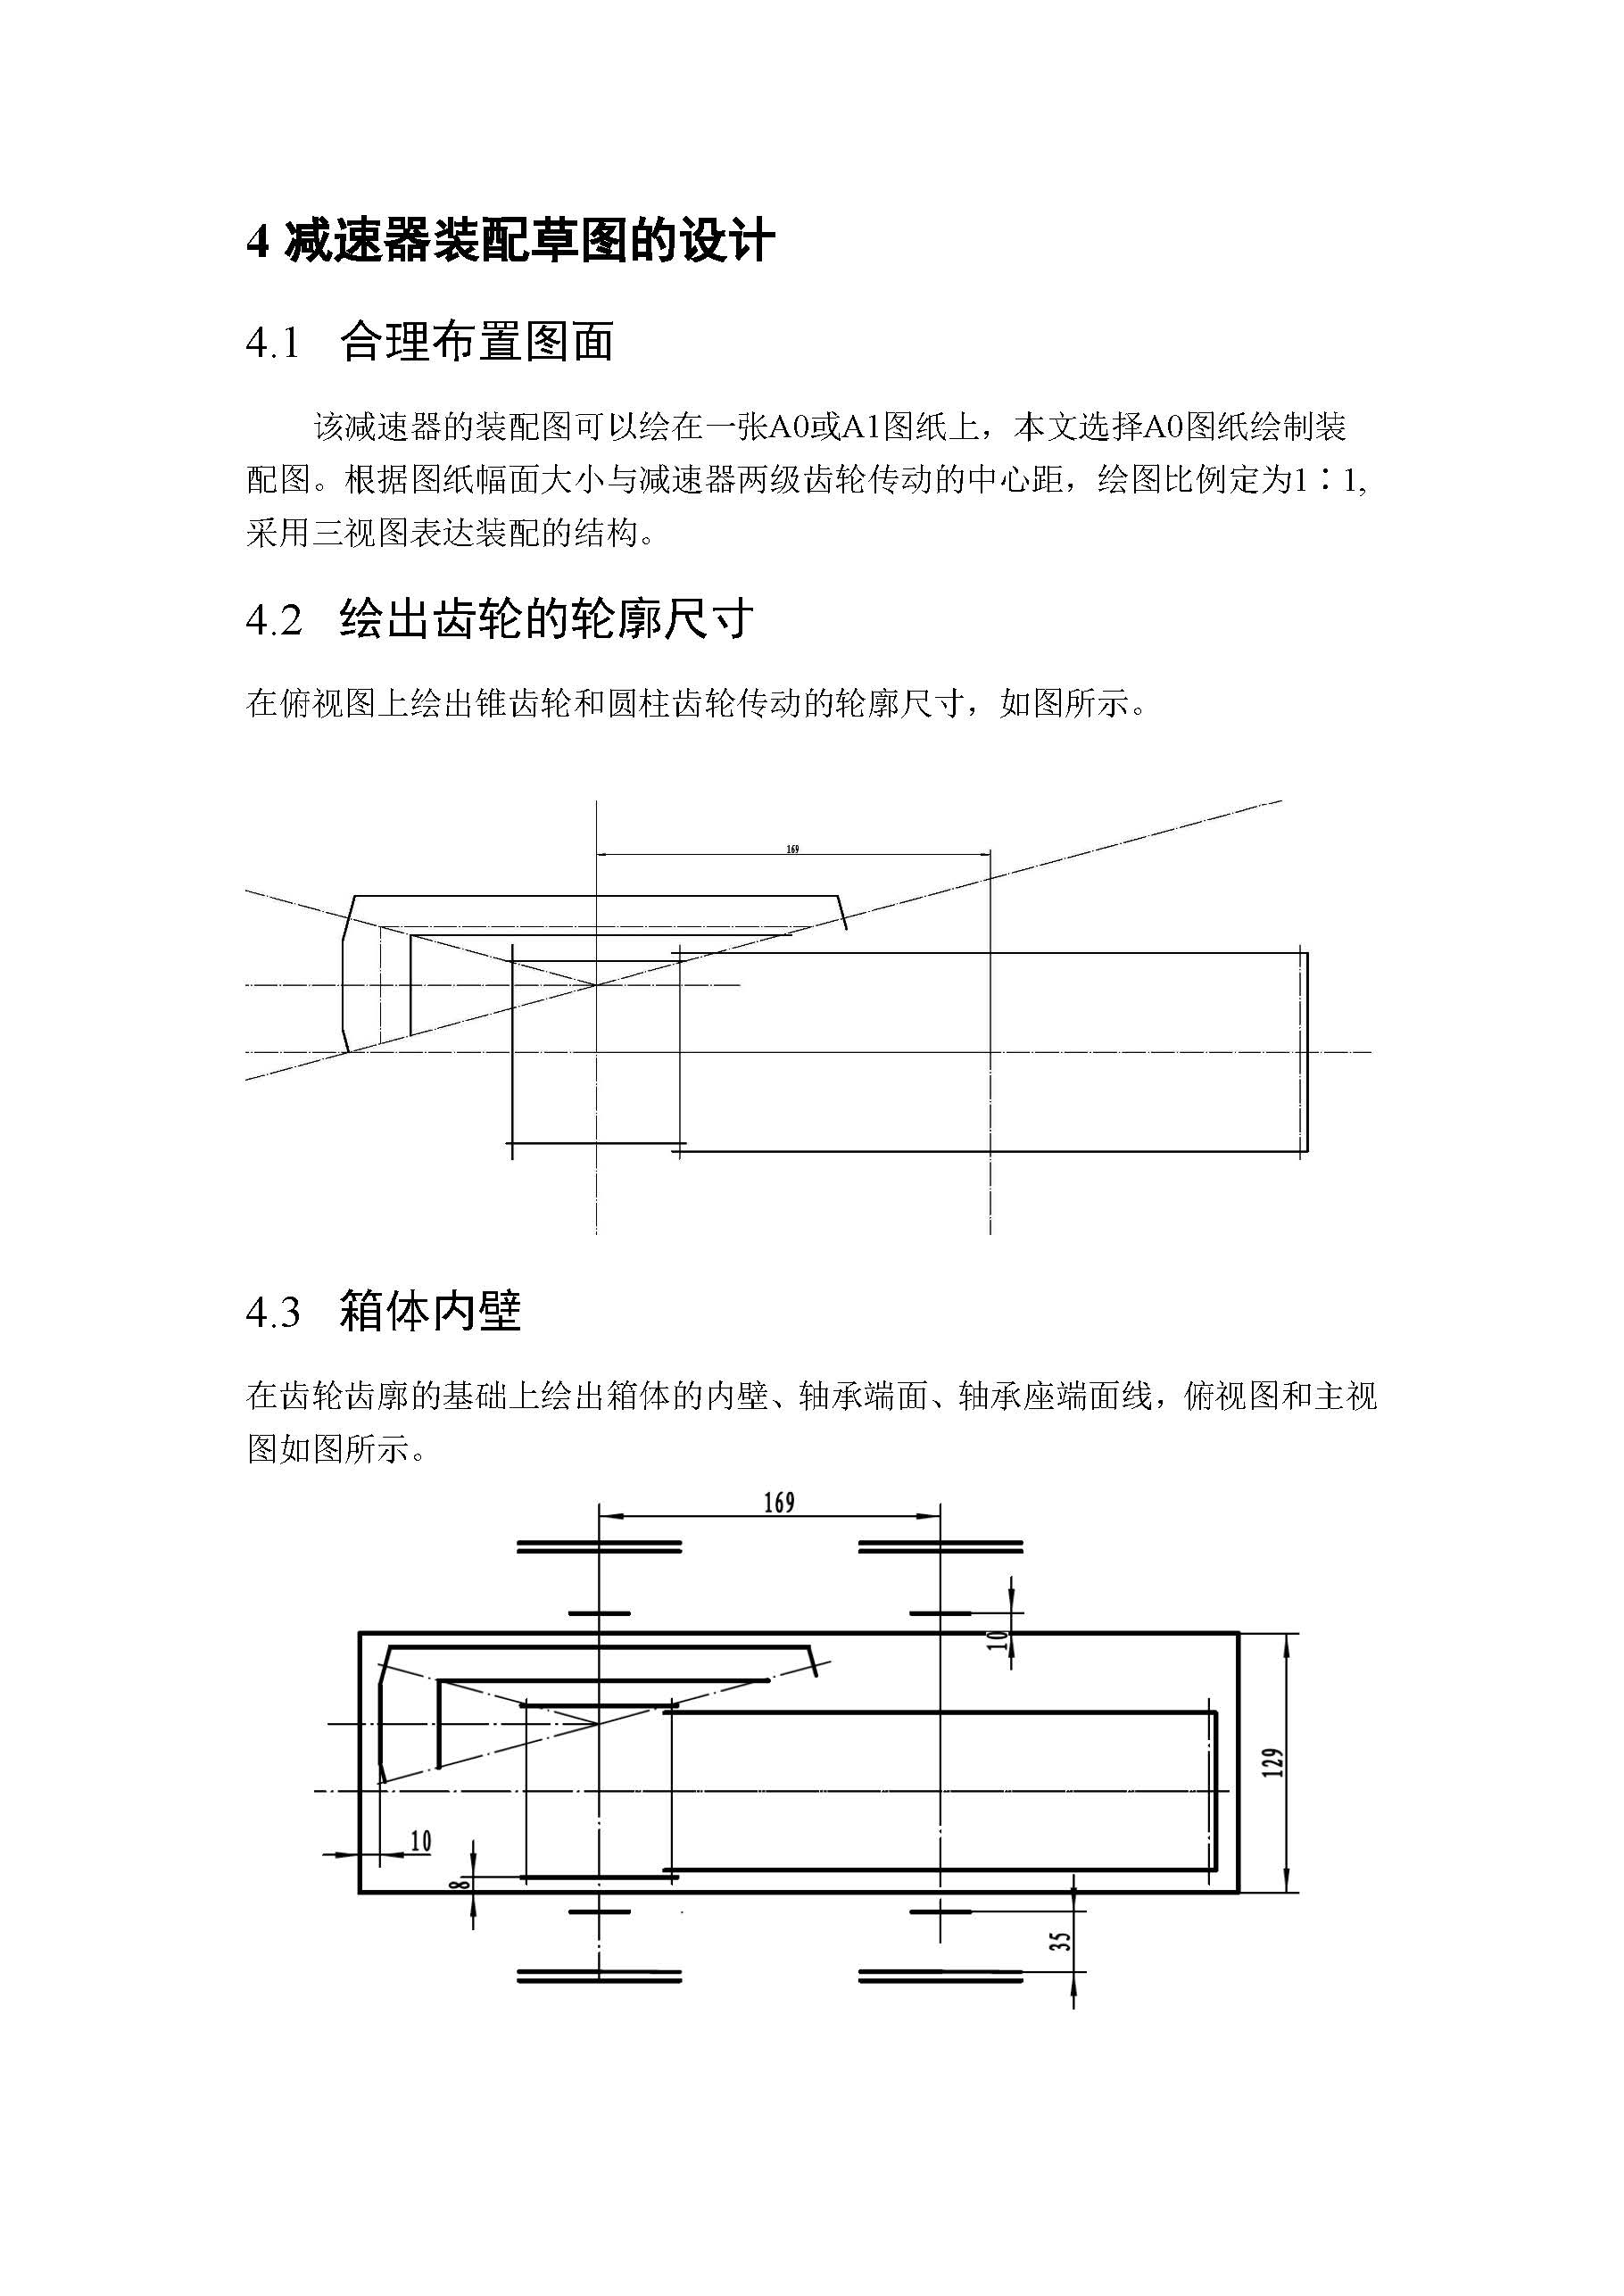 4 减速器装配草图的设计
4.1 合理布置图面
该减速器的装配图可以绘在一张A0或A1图纸上，本文选择A0图纸绘制装
配图。根据图纸幅面大小与减速器两级齿轮传动的中心距，绘图比例定为1∶1,
采用三视图表达装配的结构。
4.2 绘出齿轮的轮廓尺寸
在俯视图上绘出锥齿轮和圆柱齿轮传动的轮廓尺寸，如图所示。
169
4.3 箱体内壁
在齿轮齿廓的基础上绘出箱体的内壁、轴承端面、轴承座端面线，俯视图和主视
图如图所示。
169
10
129
10
8
35